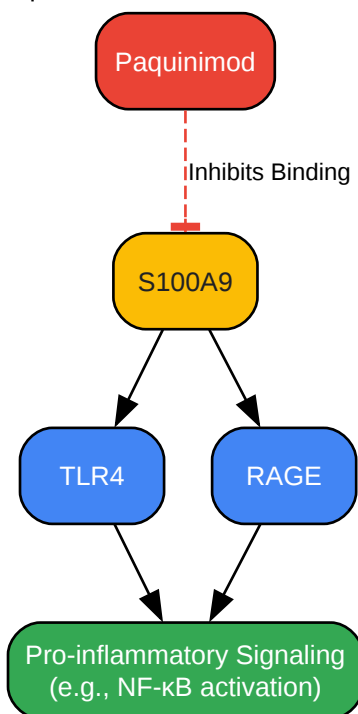 Paquinimod
Inhibits Binding
S100A9
TLR4
RAGE
Pro-inflammatory Signaling
(e.g., NF-κB activation)